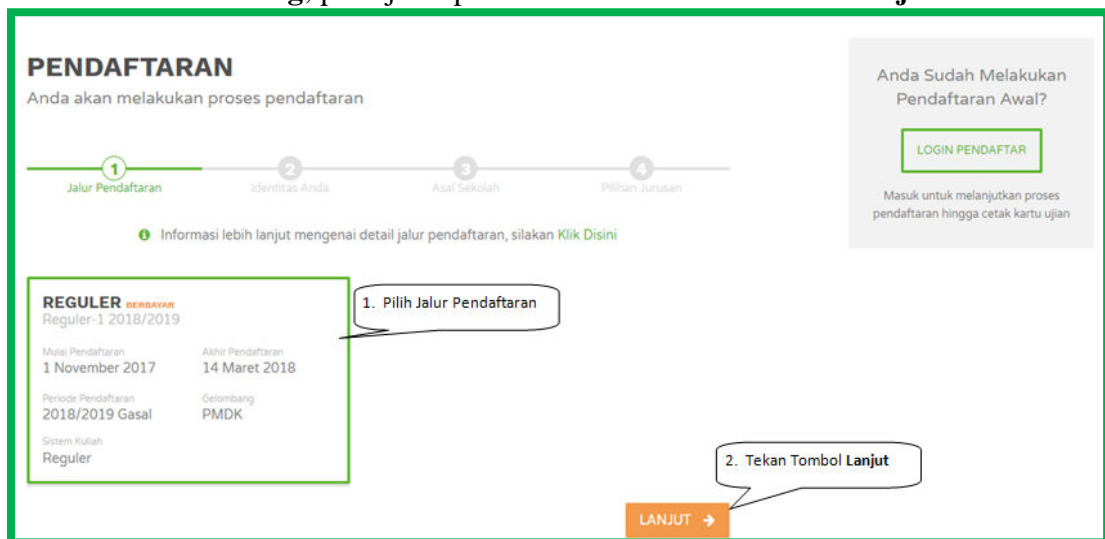 PENDAFTARAN
Anda akan melakukan proses pendaftaran
1
Jalur Pendaftaran
2
Identitas Anda
3
Asal Sekolah
4
Pilihan Jurusan
Informasi lebih lanjut mengenai detail jalur pendaftaran, silakan Klik Disini
REGULER BERBAYAR
Reguler-1 2018/2019
Mulai Pendaftaran
1 November 2017
Akhir Pendaftaran
14 Maret 2018
Periode Pendaftaran
2018/2019 Gasal
Gelombang
PMDK
Sistem Kuliah
Reguler
1. Pilih Jalur Pendaftaran
2. Tekan Tombol Lanjut
LANJUT
Anda Sudah Melakukan
Pendaftaran Awal?
LOGIN PENDAFTAR
Masuk untuk melanjutkan proses
pendaftaran hingga cetak kartu ujian